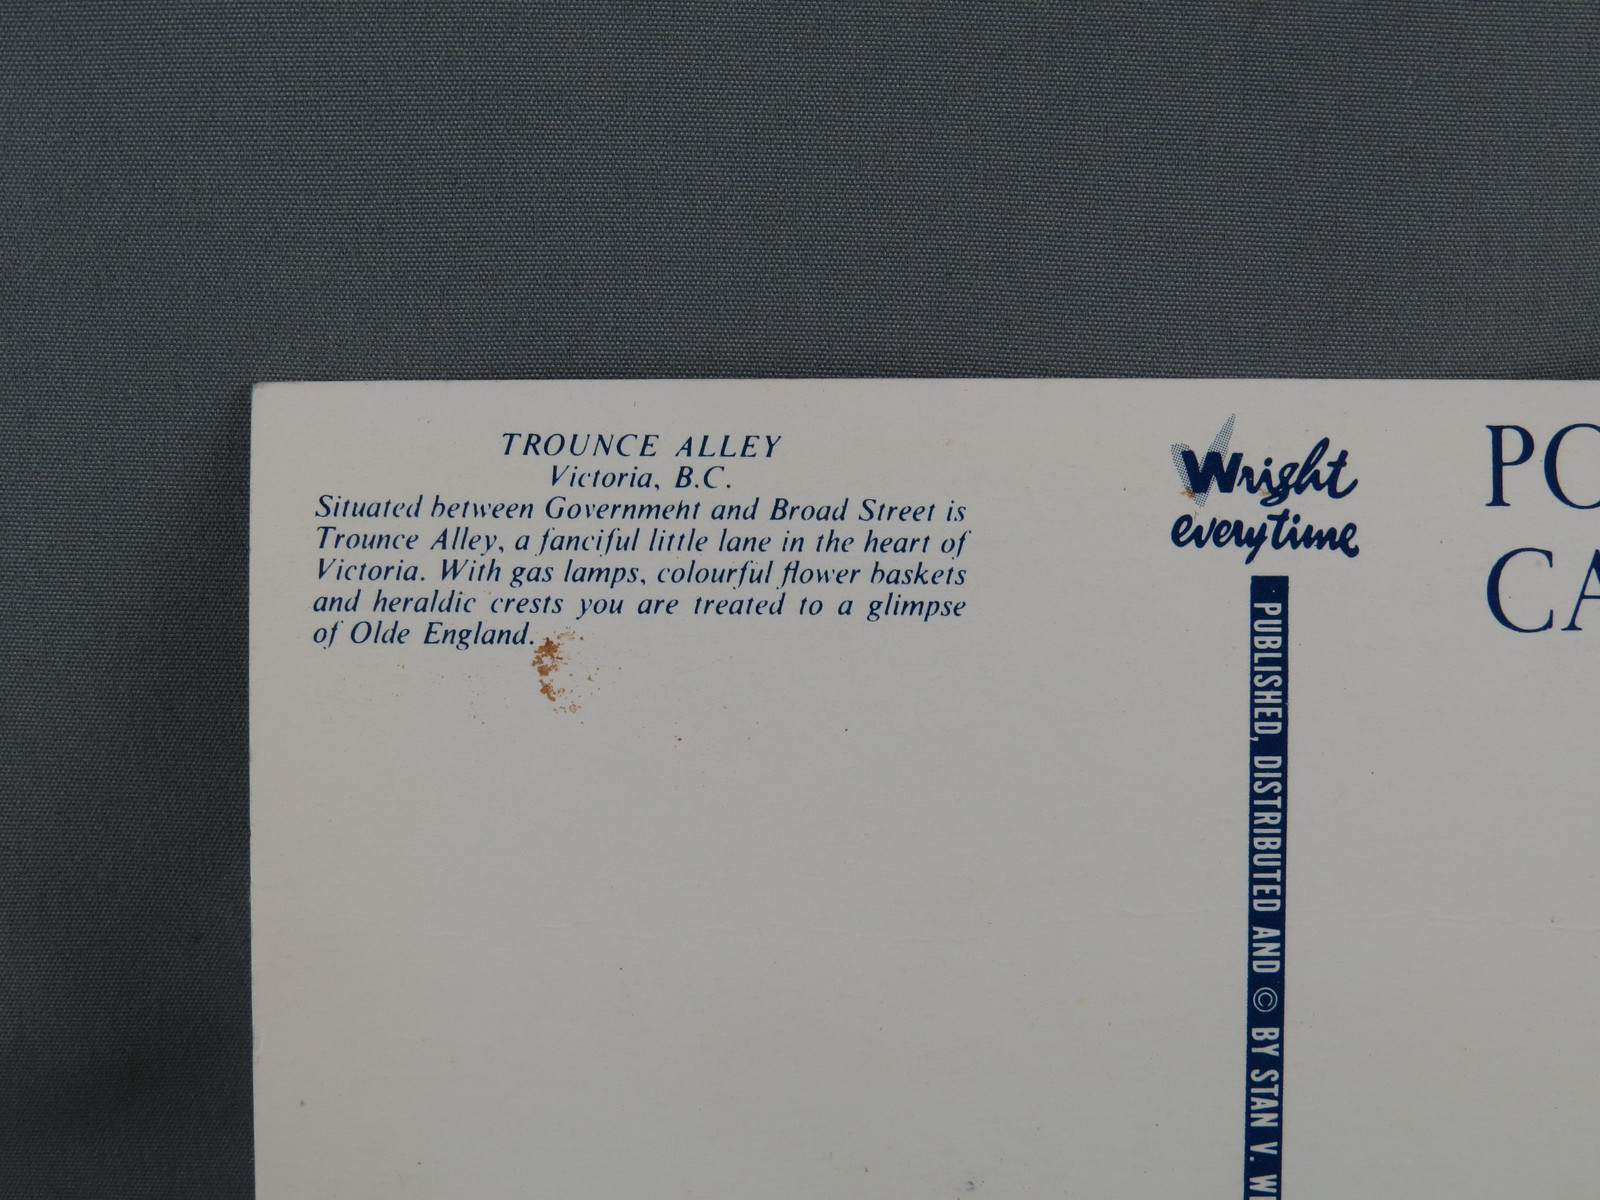 TROUNCE ALLEY
Victoria, B.C.
Situated between Government and Broad Street is
Trounce Alley, a fanciful little lane in the heart of
Victoria. With gas lamps, colourful flower baskets
and heraldic crests you are treated to a glimpse
of Olde England.
Wright
everytime
PUBLISHED, DISTRIBUTED AND © BY STAN V.